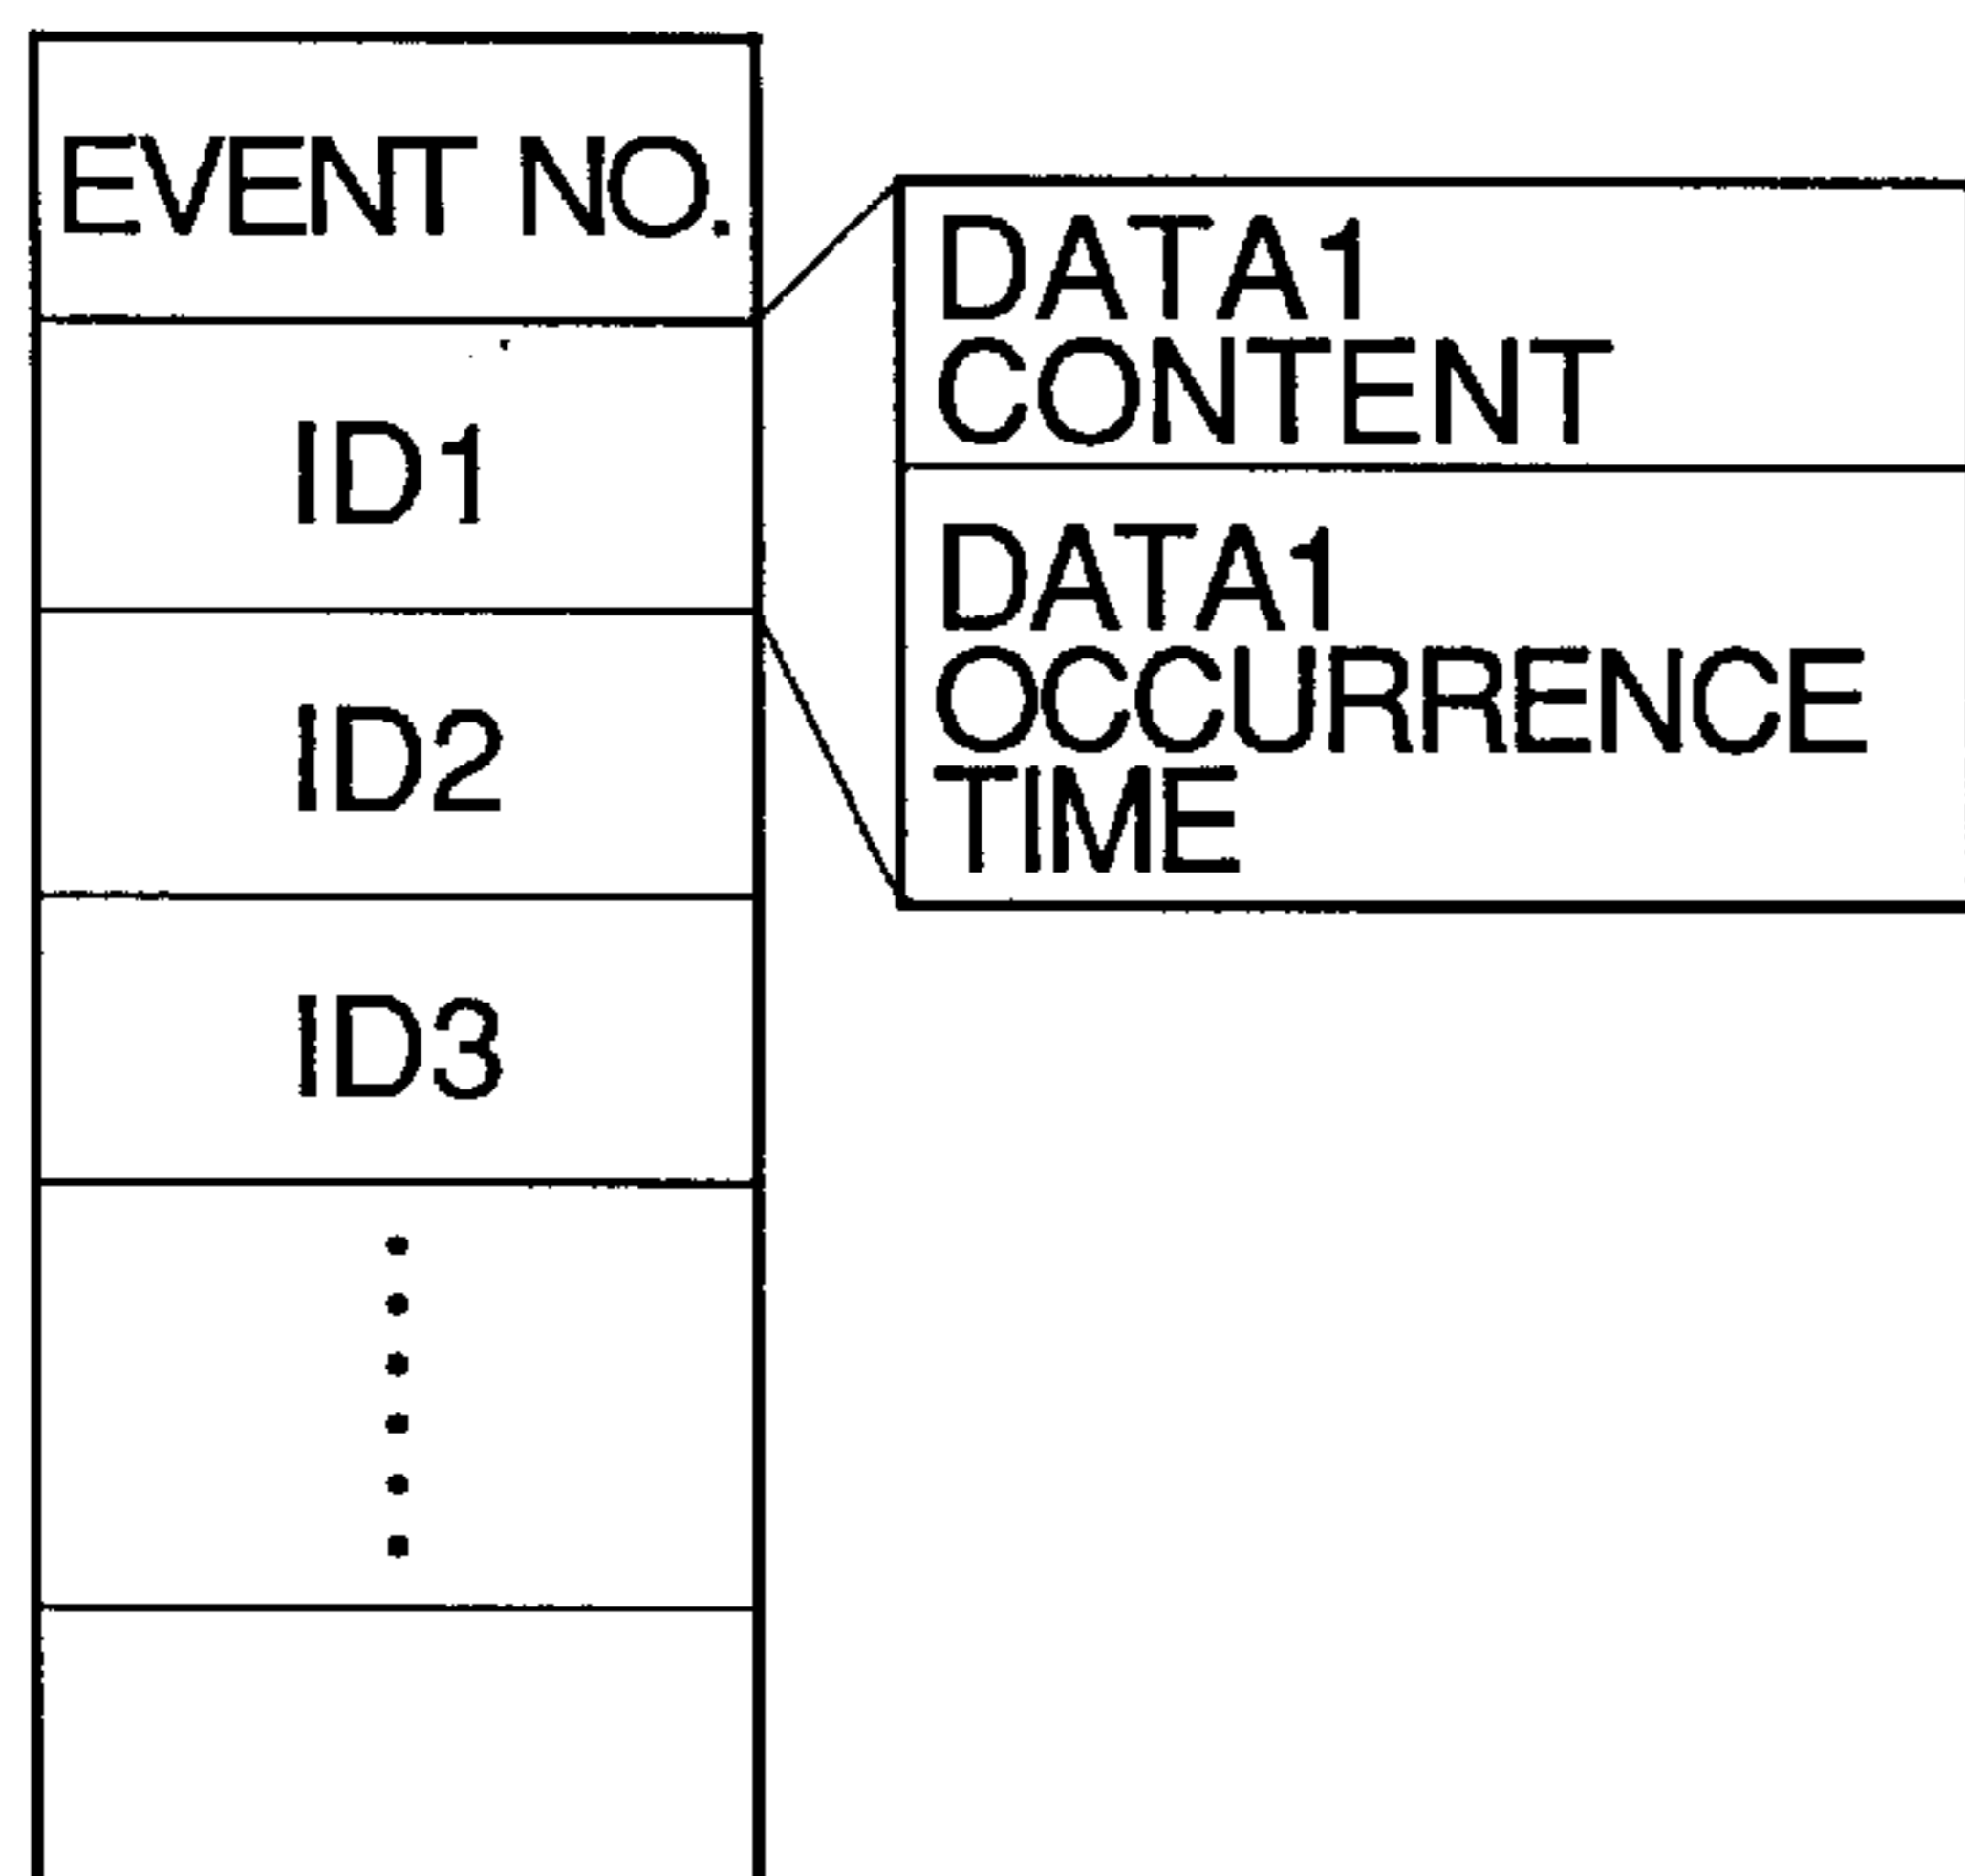 EVENT NO.
ID1
ID2
ID3
DATA1
CONTENT
DATA1
OCCURRENCE
TIME